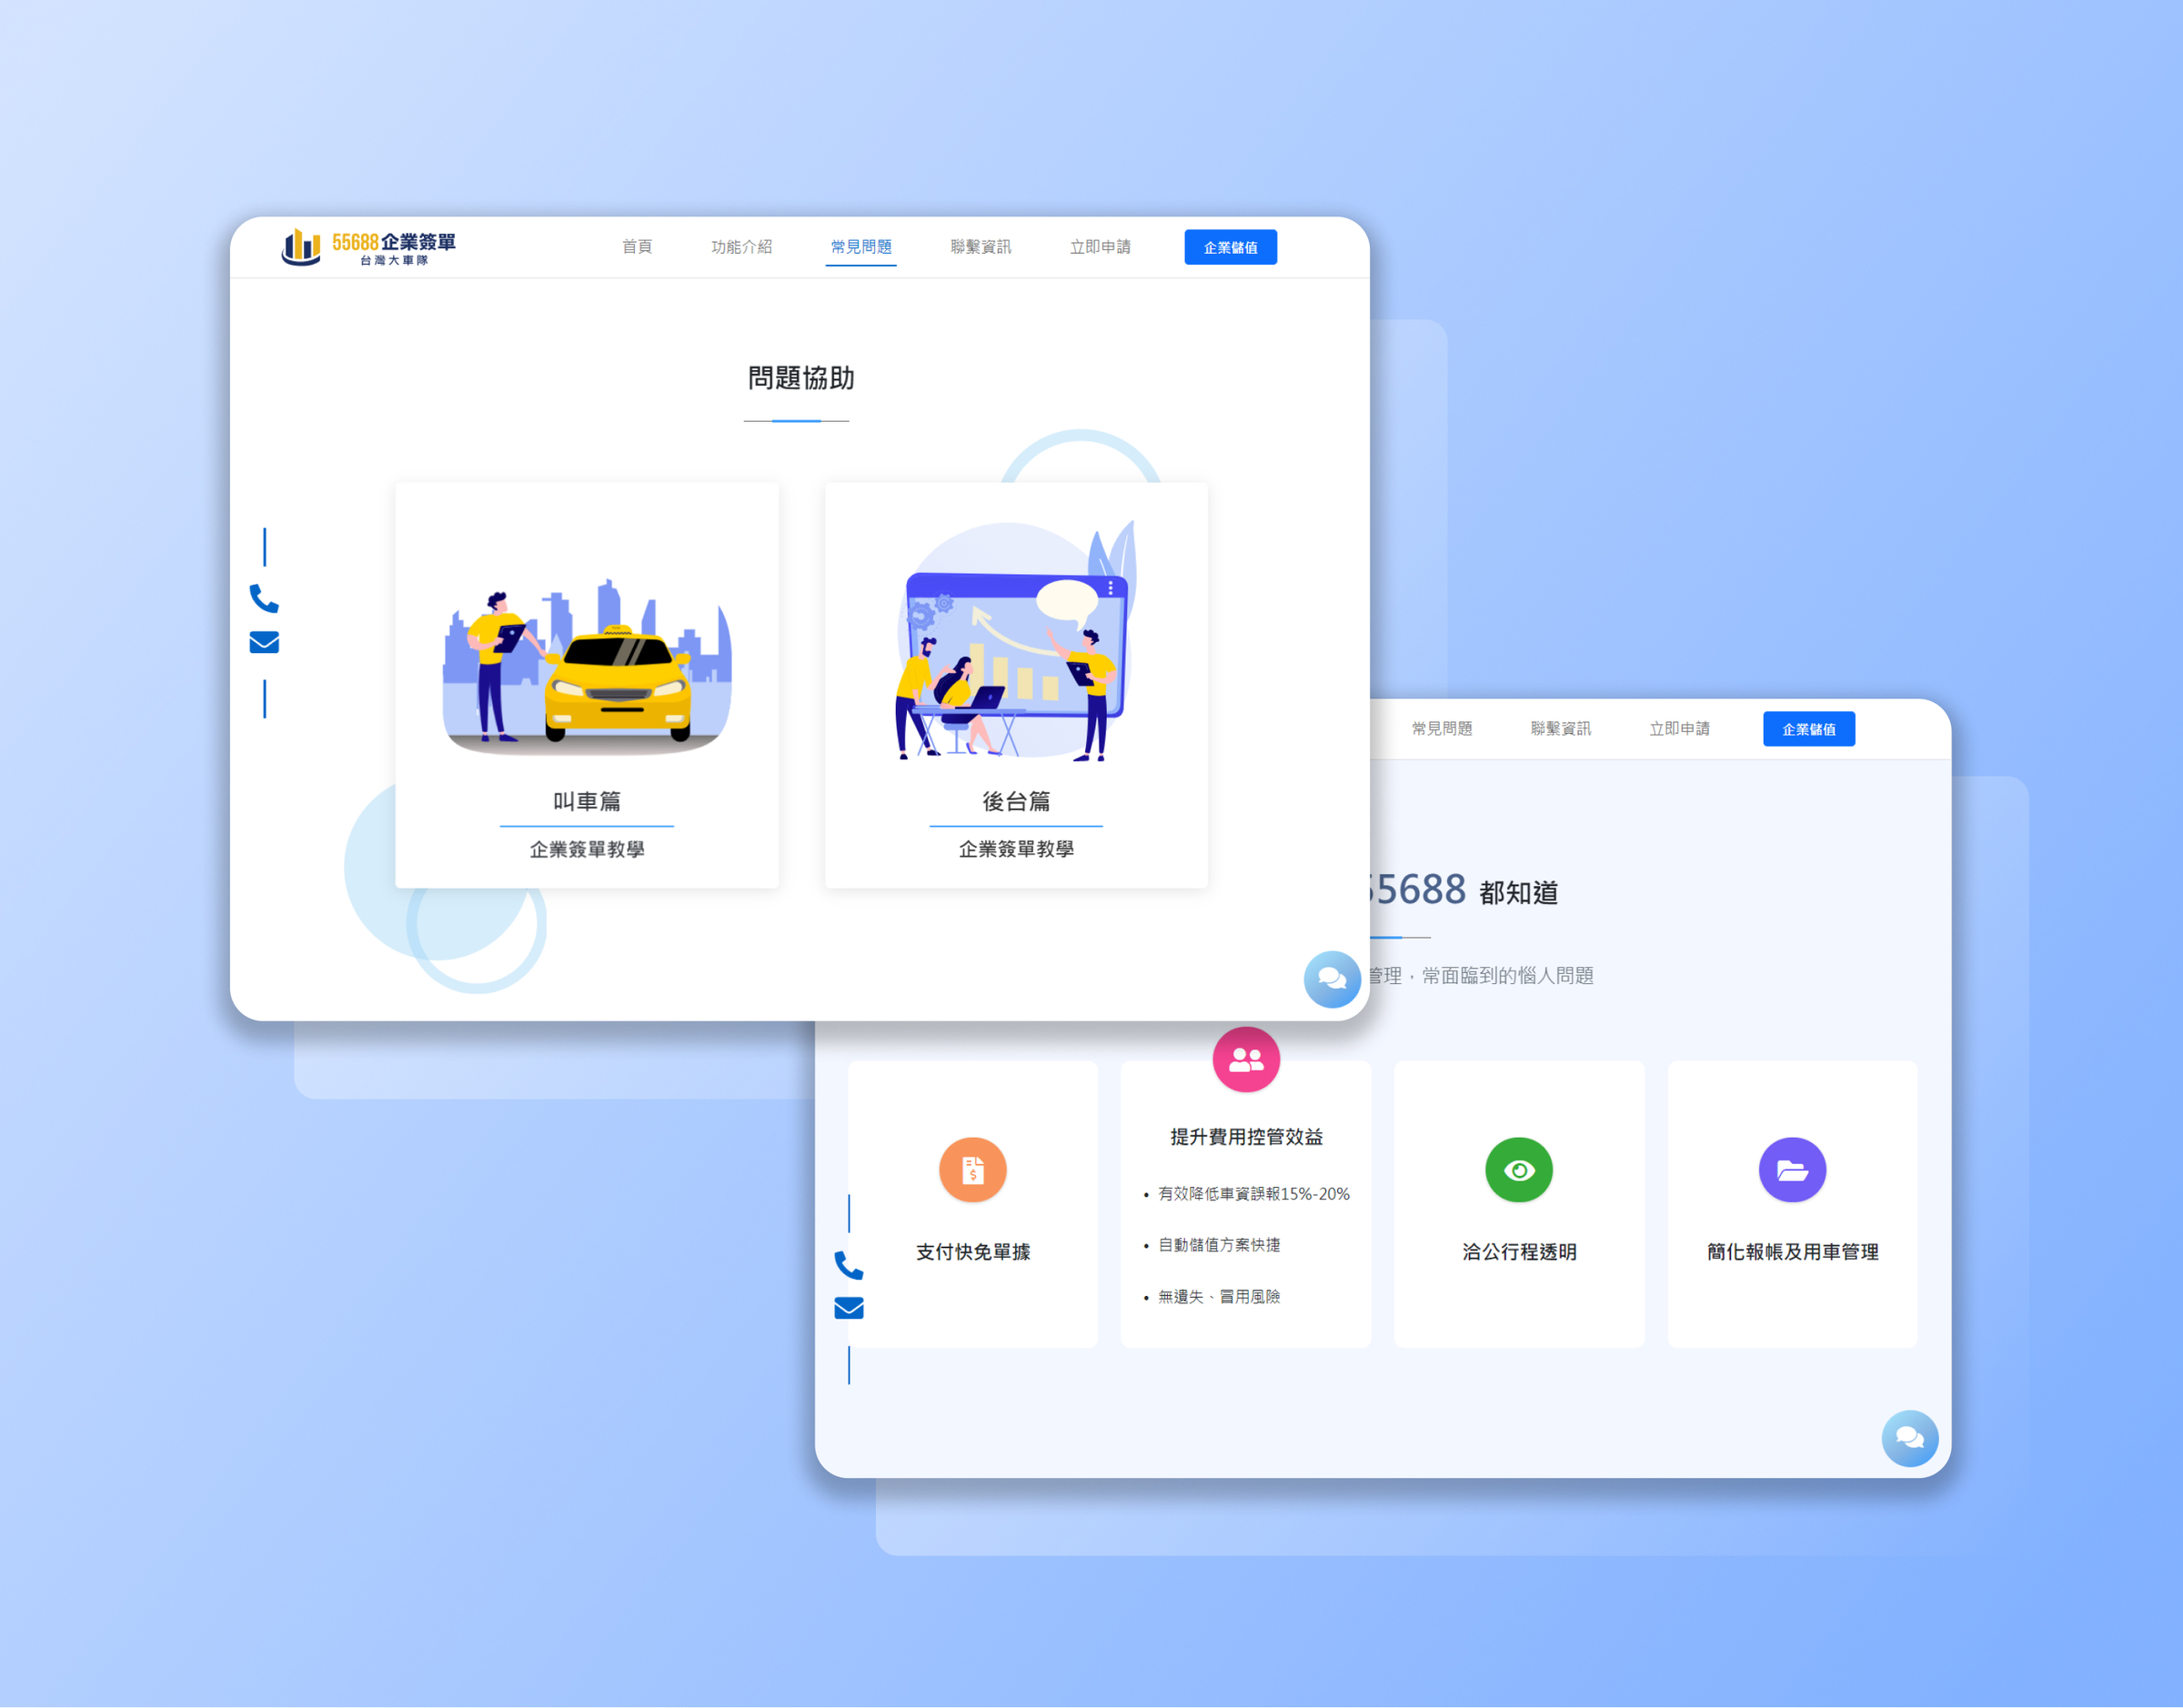 55688企業簽單
台灣大車隊
首頁 功能介紹 常見問題 聯繫資訊 立即申請 企業儲值
問題協助
叫車篇
企業簽單教學
後台篇
企業簽單教學
常見問題 聯繫資訊 立即申請 企業儲值
5688 都知道
管理，常面臨到的惱人問題
支付快免單據
提升費用控管效益
• 有效降低車資誤報15%-20%
• 自動儲值方案快捷
• 無遺失、冒用風險
洽公行程透明
簡化報帳及用車管理